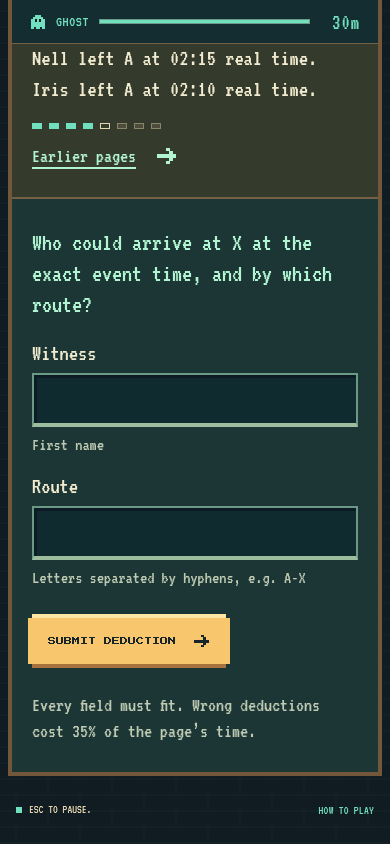 GHOST 30m
Nell left A at 02:15 real time.
Iris left A at 02:10 real time.
Earlier pages
Who could arrive at X at the
exact event time, and by which
route?
Witness
First name
Route
Letters separated by hyphens, e.g. A-X
SUBMIT DEDUCTION
Every field must fit. Wrong deductions
cost 35% of the page's time.
ESC TO PAUSE. HOW TO PLAY